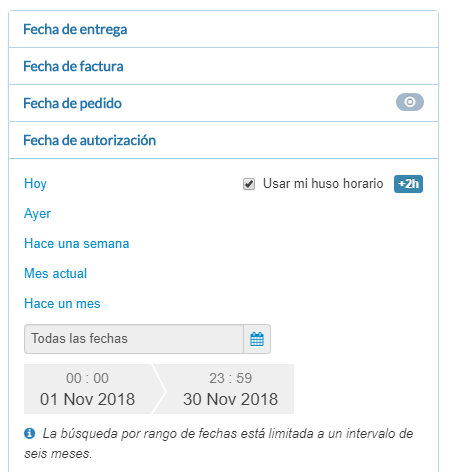 Fecha de entrega
Fecha de factura
Fecha de pedido
Fecha de autorización
Hoy
Usar mi huso horario +2h
Ayer
Hace una semana
Mes actual
Hace un mes
Todas las fechas
00 : 00 23 : 59
01 Nov 2018 30 Nov 2018
La búsqueda por rango de fechas está limitada a un intervalo de
seis meses.